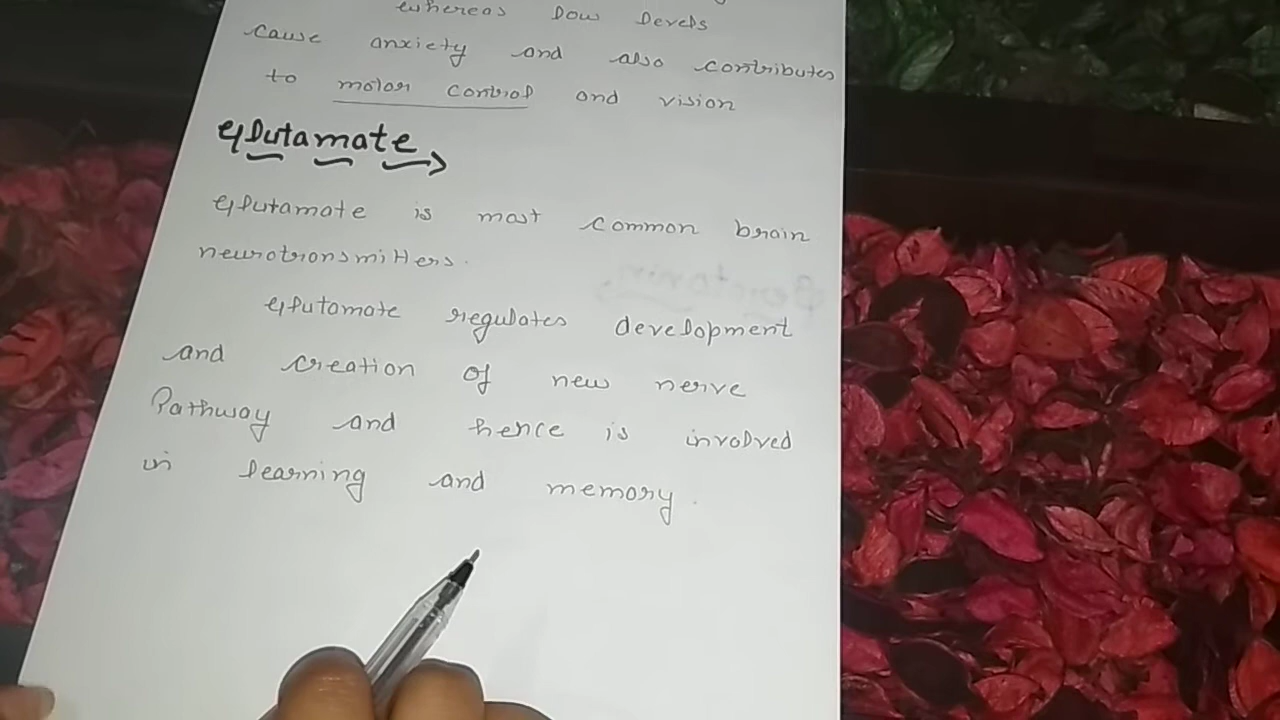 whereas low levels
cause anxiety and also contributes
to motor control and vision
Glutamate
Glutamate is most common brain
neurotransmitters.
Glutamate regulates development
and creation of new nerve
Pathway and hence is involved
in learning and memory.